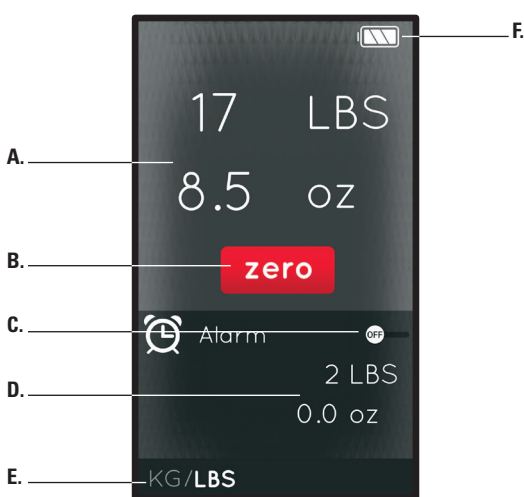 F.
17 LBS
A.
8.5 oz
B. zero
C. Alarm OFF
2 LBS
D.
0.0 oz
E. KG/LBS